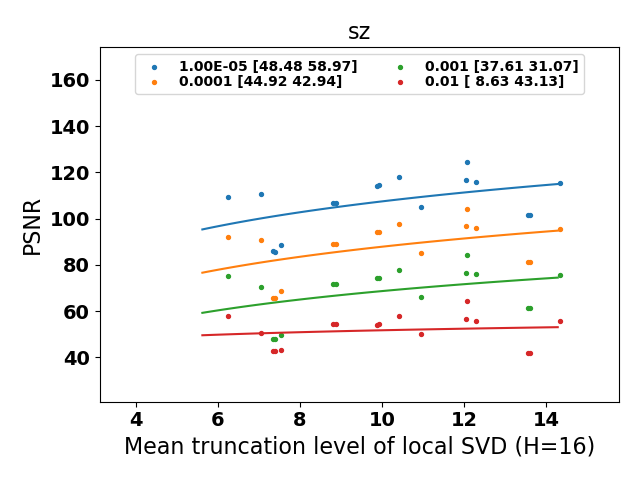 sz
1.00E-05 [48.48 58.97]
0.0001 [44.92 42.94]
0.001 [37.61 31.07]
0.01 [ 8.63 43.13]
PSNR
160
140
120
100
80
60
40
4 6 8 10 12 14
Mean truncation level of local SVD (H=16)